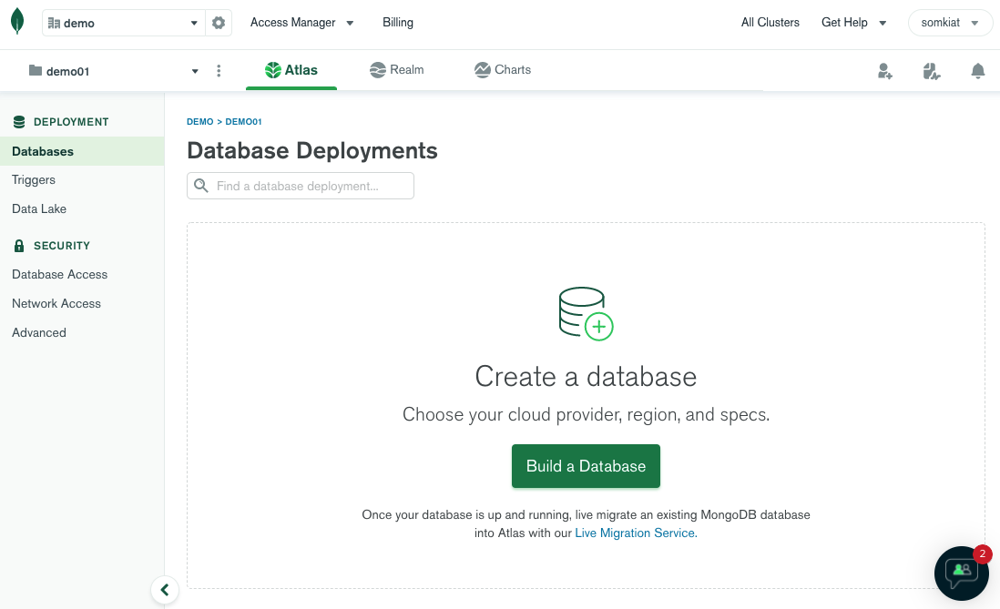 demo
Access Manager
Billing
All Clusters
Get Help
somkiat
demo01
Atlas
Realm
Charts
DEPLOYMENT
Databases
Triggers
Data Lake
SECURITY
Database Access
Network Access
Advanced
DEMO > DEMO01
Database Deployments
Find a database deployment...
Create a database
Choose your cloud provider, region, and specs.
Build a Database
Once your database is up and running, live migrate an existing MongoDB database
into Atlas with our Live Migration Service.
2